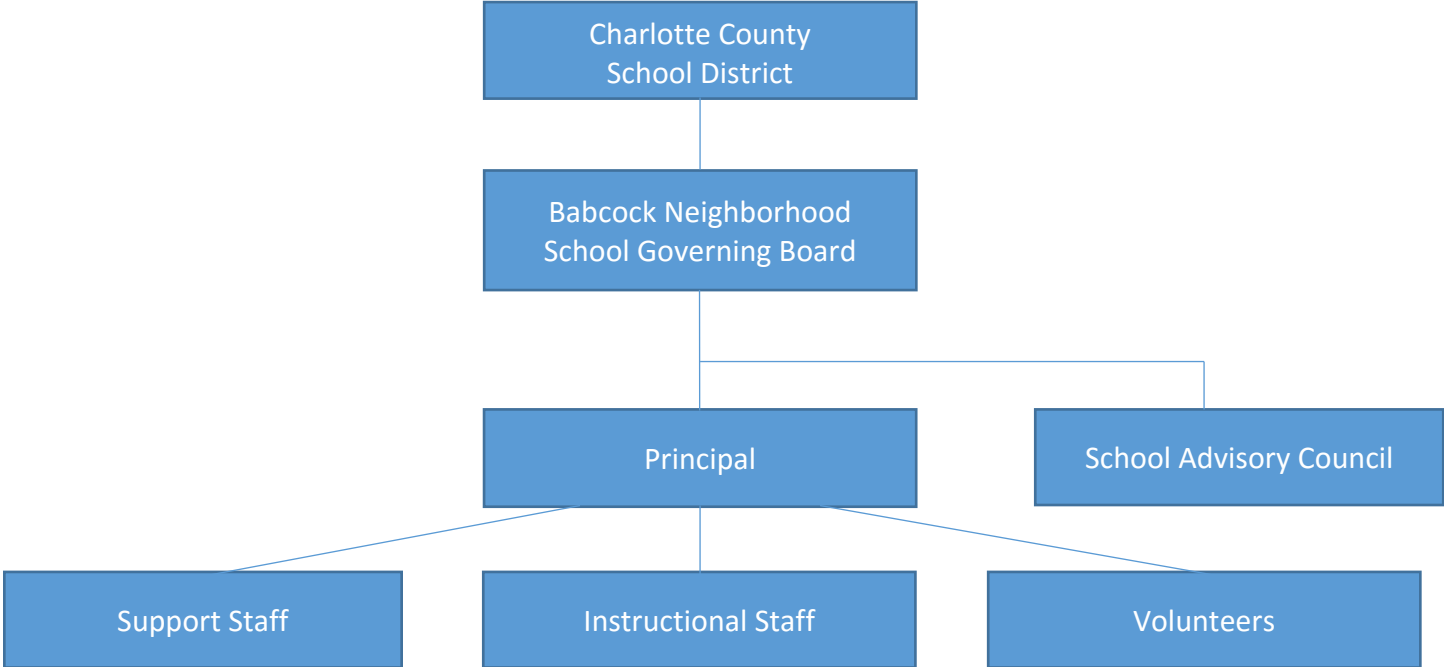 Charlotte County
School District
Babcock Neighborhood
School Governing Board
Principal
School Advisory Council
Support Staff
Instructional Staff
Volunteers